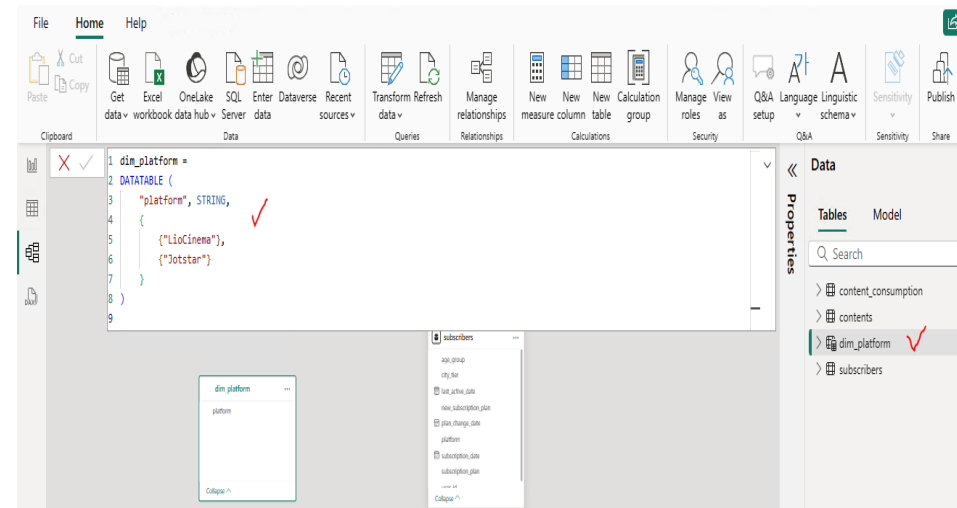 File Home Help
Cut
Copy
Paste
Get data
Excel workbook
OneLake data hub
SQL Server
Enter data
Dataverse
Recent sources
Transform data
Refresh
Manage relationships
New measure
New column
New table
Calculation group
Manage roles
View as
Q&A setup
Language
Linguistic schema
Sensitivity
Publish
Clipboard Data Queries Relationships Calculations Security Q&A Sensitivity Share
1 dim_platform =
2 DATATABLE (
3 "platform", STRING,
4 {
5 {"LioCinema"},
6 {"Jotstar"}
7 }
8 )
9
Properties
Data
Tables Model
Search
content_consumption
contents
dim_platform
subscribers
dim_platform
platform
Collapse
subscribers
age_group
city_tier
last_active_date
new_subscription_plan
plan_change_date
platform
subscription_date
subscription_plan
Collapse